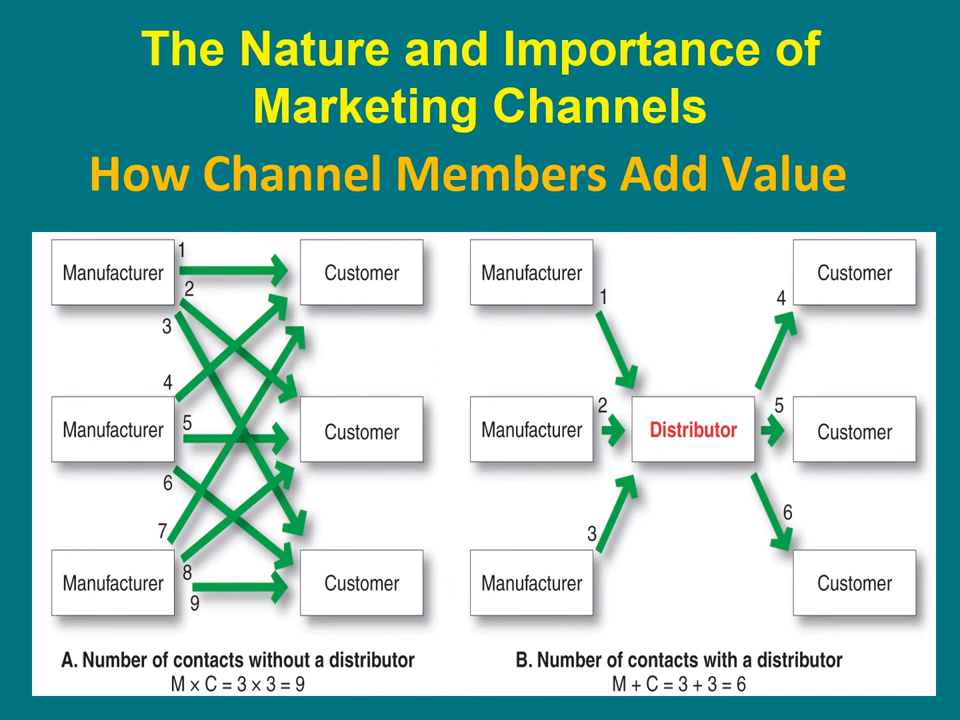 The Nature and Importance of
Marketing Channels
How Channel Members Add Value
Manufacturer
1
2
3
Customer
Manufacturer
4
5
6
Customer
Manufacturer
7
8
9
Customer
A. Number of contacts without a distributor
M × C = 3 × 3 = 9
Manufacturer
1
Manufacturer
2
Manufacturer
3
Distributor
4
Customer
5
Customer
6
Customer
B. Number of contacts with a distributor
M + C = 3 + 3 = 6